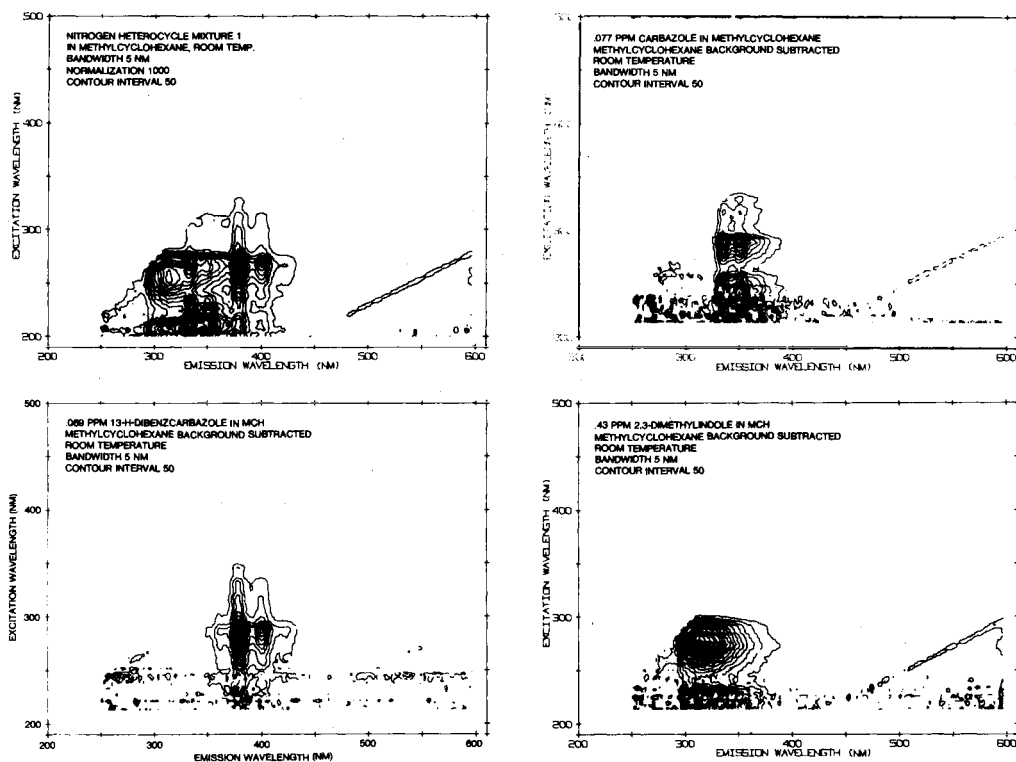 500
400
300
200
EXCITATION WAVELENGTH (NM)
NITROGEN HETEROCYCLE MIXTURE 1
IN METHYLCYCLOHEXANE, ROOM TEMP.
BANDWIDTH 5 NM
NORMALIZATION 1000
CONTOUR INTERVAL 50
200 300 400 500 600
EMISSION WAVELENGTH (NM)
.077 PPM CARBAZOLE IN METHYLCYCLOHEXANE
METHYLCYCLOHEXANE BACKGROUND SUBTRACTED
ROOM TEMPERATURE
BANDWIDTH 5 NM
CONTOUR INTERVAL 50
300 400 500 600
EMISSION WAVELENGTH (NM)
500
400
300
200
EXCITATION WAVELENGTH (NM)
.089 PPM 13-H-DIBENZCARBAZOLE IN MCH
METHYLCYCLOHEXANE BACKGROUND SUBTRACTED
ROOM TEMPERATURE
BANDWIDTH 5 NM
CONTOUR INTERVAL 50
200 300 400 500 600
EMISSION WAVELENGTH (NM)
500
400
300
200
EXCITATION WAVELENGTH (NM)
.43 PPM 2,3-DIMETHYLINDOLE IN MCH
METHYLCYCLOHEXANE BACKGROUND SUBTRACTED
ROOM TEMPERATURE
BANDWIDTH 5 NM
CONTOUR INTERVAL 50
200 300 400 500 600
EMISSION WAVELENGTH (NM)